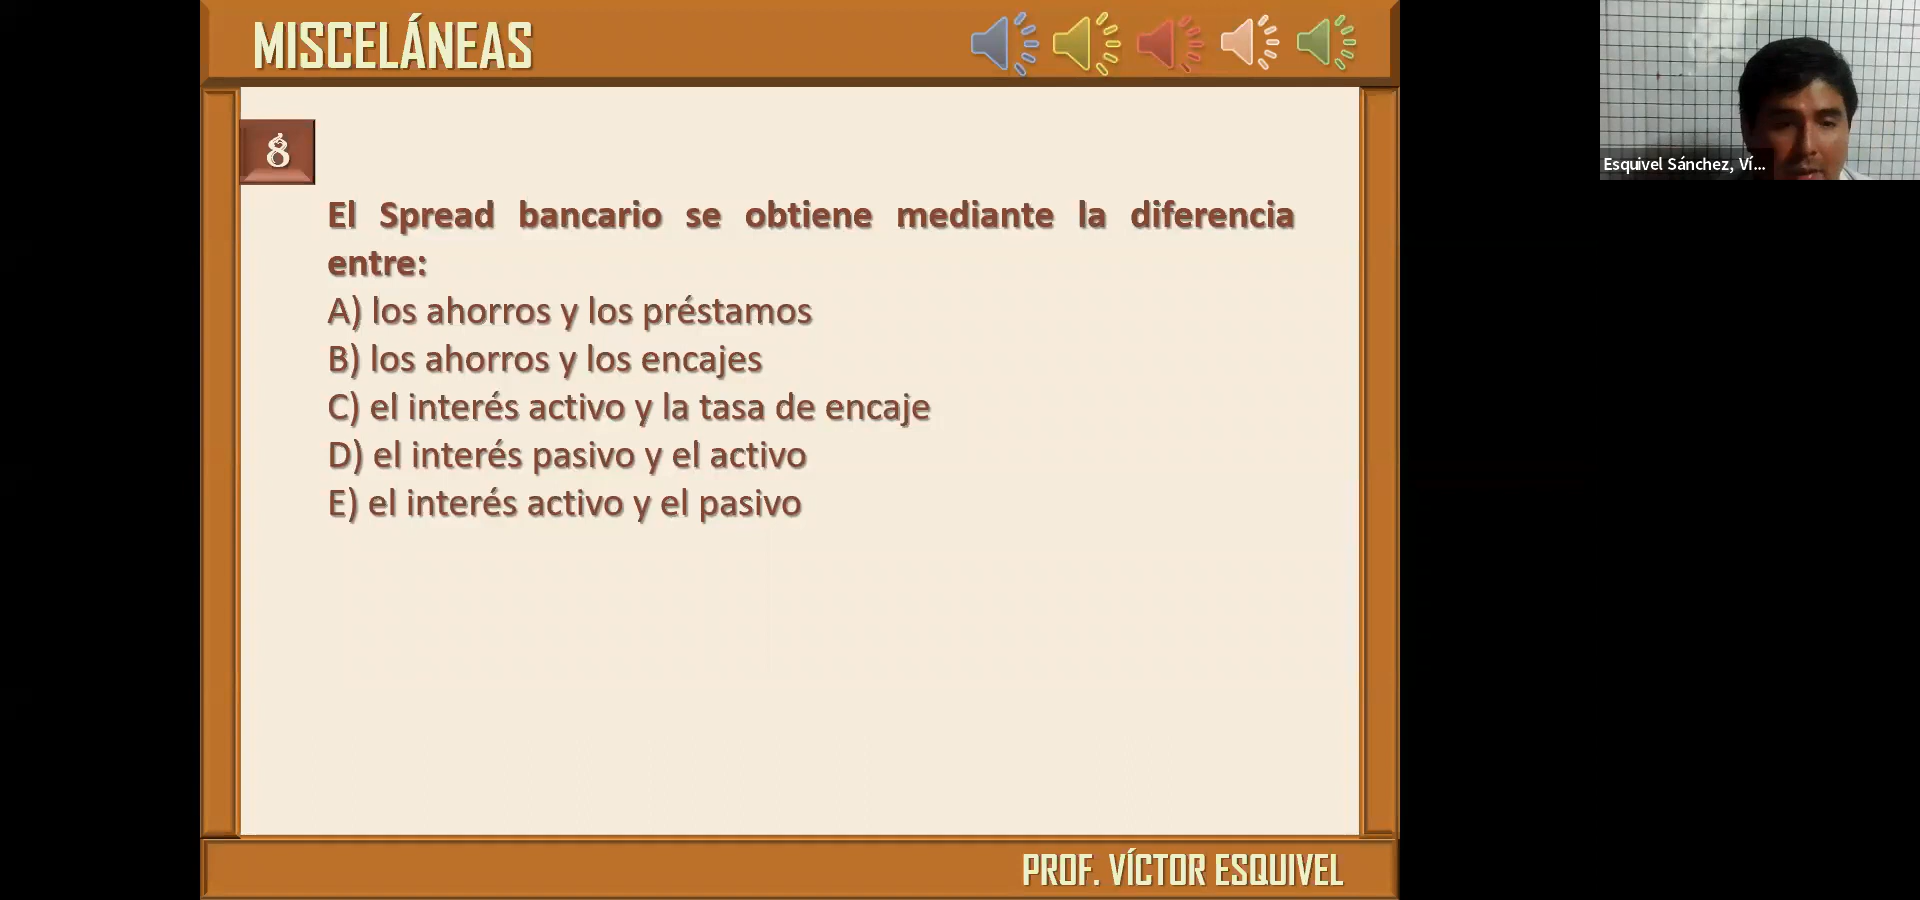 MISCELÁNEAS
8
El Spread bancario se obtiene mediante la diferencia
entre:
A) los ahorros y los préstamos
B) los ahorros y los encajes
C) el interés activo y la tasa de encaje
D) el interés pasivo y el activo
E) el interés activo y el pasivo
PROF. VÍCTOR ESQUIVEL
Esquivel Sánchez, Ví...